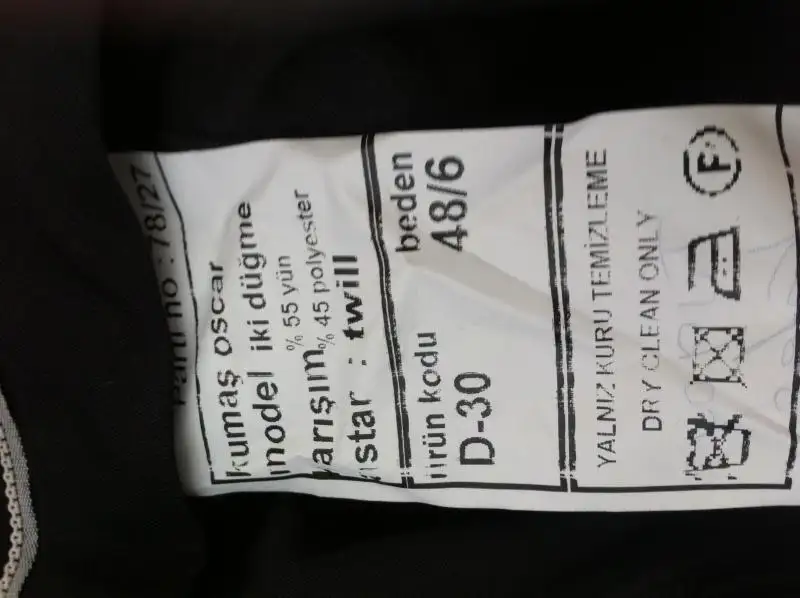 Parti no : 78/27
kumaş oscar
model iki düğme
karışım % 55 yün
% 45 polyester
astar : twill
ürün kodu
D-30
beden
48/6
YALNIZ KURU TEMİZLEME
DRY CLEAN ONLY
F